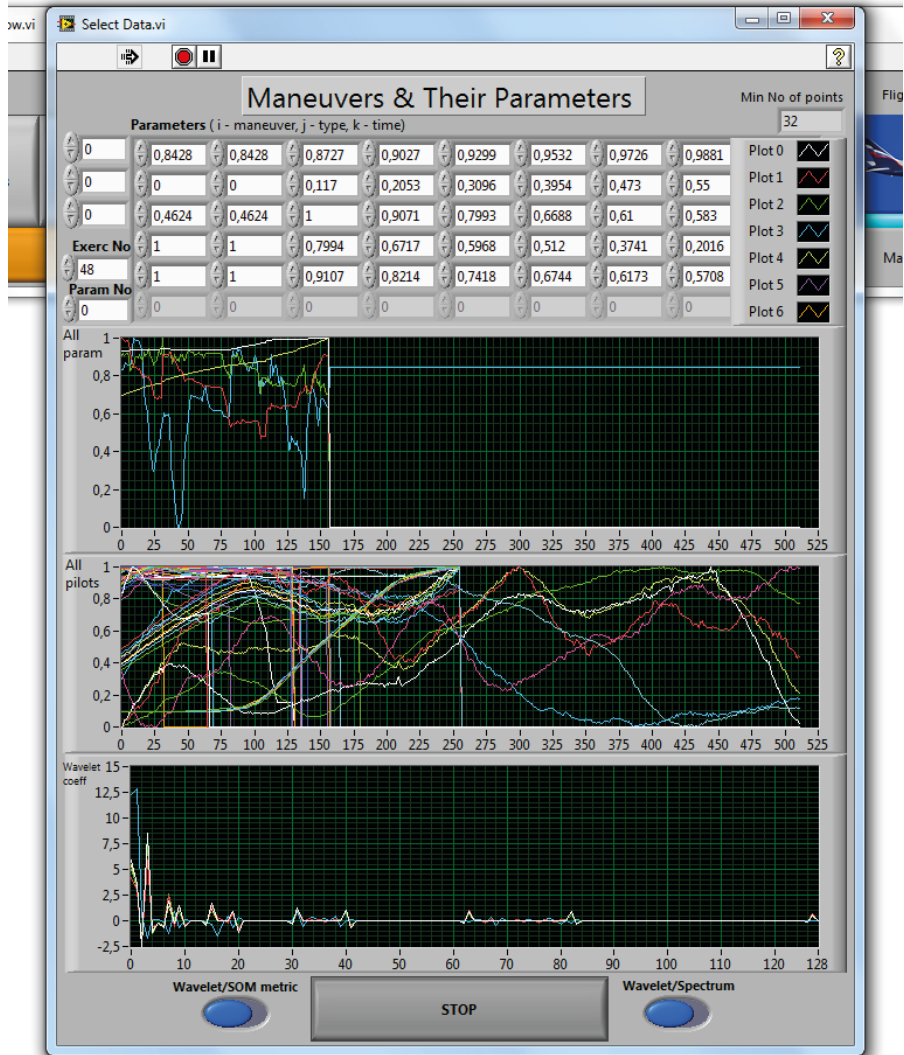 ow.vi
Select Data.vi
Maneuvers & Their Parameters
Min No of points
Flig
32
Parameters ( i - maneuver, j - type, k - time)
0 0,8428 0,8428 0,8727 0,9027 0,9299 0,9532 0,9726 0,9881 Plot 0
0 0 0 0,117 0,2053 0,3096 0,3954 0,473 0,55 Plot 1
0 0,4624 0,4624 1 0,9071 0,7993 0,6688 0,61 0,583 Plot 2
Exerc No 1 1 0,7994 0,6717 0,5968 0,512 0,3741 0,2016 Plot 3
s
Ma
48 1 1 0,9107 0,8214 0,7418 0,6744 0,6173 0,5708 Plot 4
Param No
0 0 0 0 0 0 0 0 0 Plot 5
Plot 6
All
param
1
0,8
0,6
0,4
0,2
0
0 25 50 75 100 125 150 175 200 225 250 275 300 325 350 375 400 425 450 475 500 525
All
pilots
1
0,8
0,6
0,4
0,2
0
0 25 50 75 100 125 150 175 200 225 250 275 300 325 350 375 400 425 450 475 500 525
Wavelet
coeff
15
12,5
10
7,5
5
2,5
0
-2,5
0 10 20 30 40 50 60 70 80 90 100 110 120 128
Wavelet/SOM metric
STOP
Wavelet/Spectrum